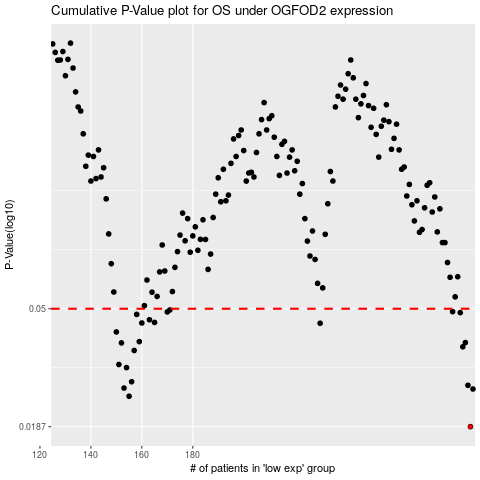 Cumulative P-Value plot for OS under OGFOD2 expression
P-Value(log10)
0.05
0.0187
120 140 160 180
# of patients in 'low exp' group